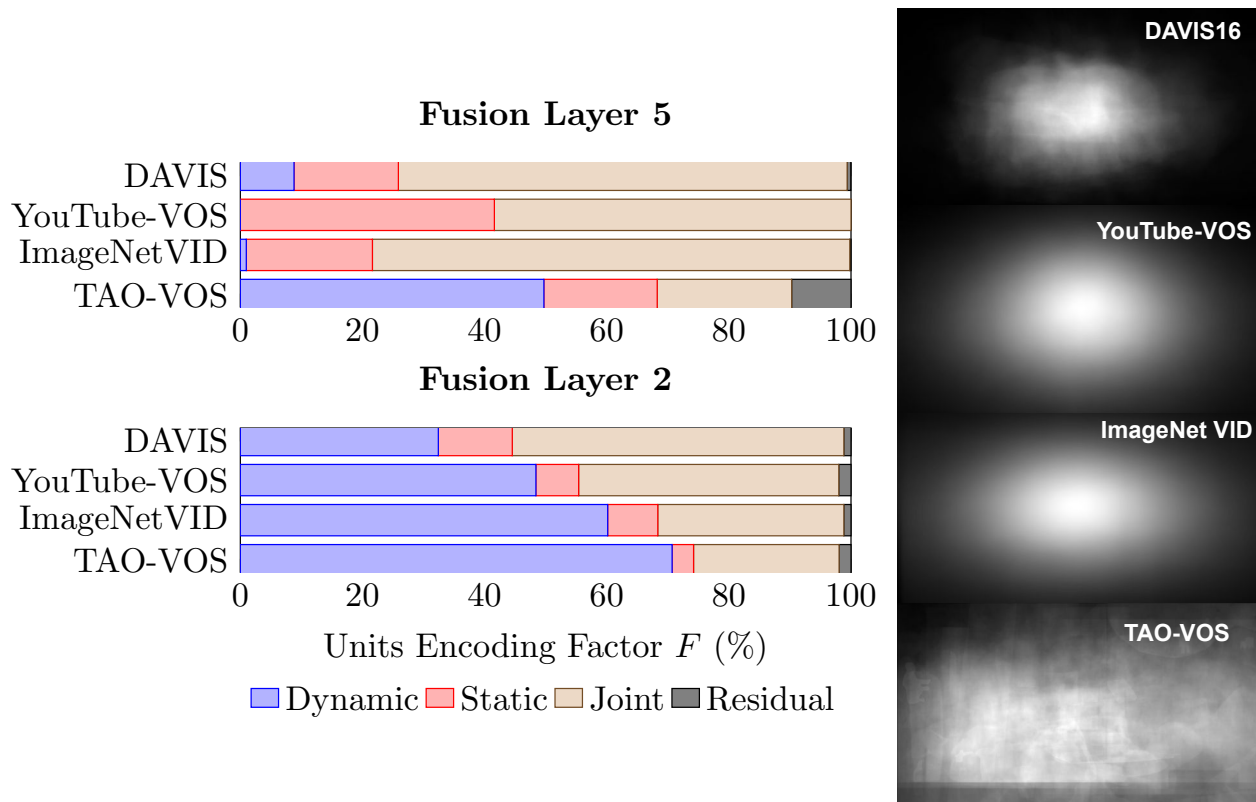 Fusion Layer 5
DAVIS
YouTube-VOS
ImageNetVID
TAO-VOS
0 20 40 60 80 100
Fusion Layer 2
DAVIS
YouTube-VOS
ImageNetVID
TAO-VOS
0 20 40 60 80 100
Units Encoding Factor F (%)
Dynamic Static Joint Residual
DAVIS16
YouTube-VOS
ImageNet VID
TAO-VOS